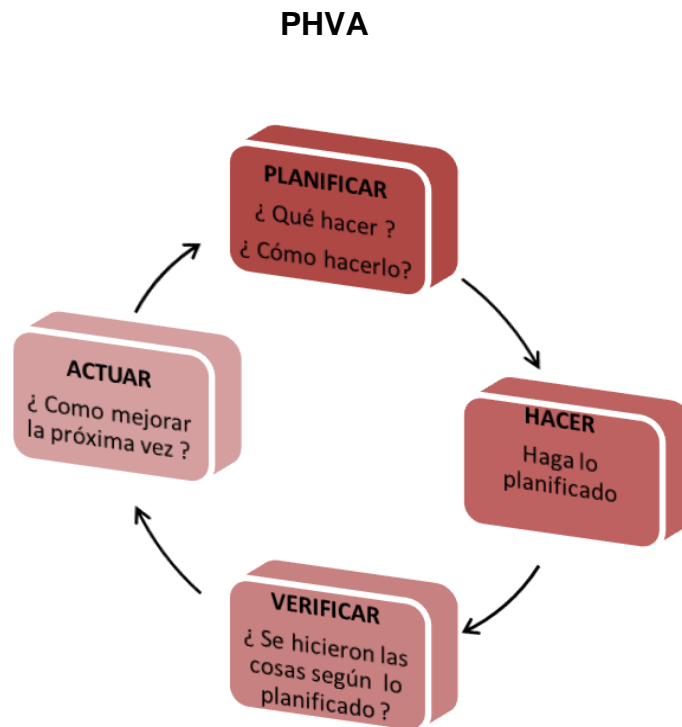 PHVA
PLANIFICAR
¿ Qué hacer ?
¿ Cómo hacerlo?
HACER
Haga lo
planificado
VERIFICAR
¿ Se hicieron las
cosas según lo
planificado ?
ACTUAR
¿ Como mejorar
la próxima vez ?